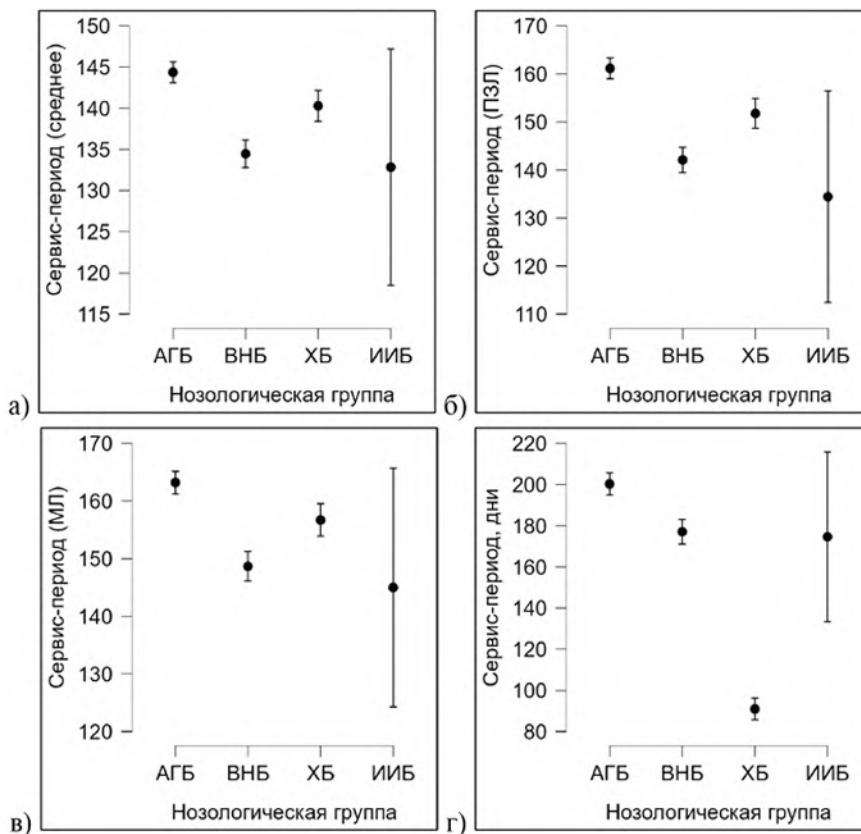 Сервис-период (среднее)
150
145
140
135
130
125
120
115
АГБ ВНБ ХБ ИИБ
Нозологическая группа
а)
Сервис-период (ПЗЛ)
170
160
150
140
130
120
110
АГБ ВНБ ХБ ИИБ
Нозологическая группа
б)
Сервис-период (МЛ)
170
160
150
140
130
120
АГБ ВНБ ХБ ИИБ
Нозологическая группа
в)
Сервис-период, дни
220
200
180
160
140
120
100
80
АГБ ВНБ ХБ ИИБ
Нозологическая группа
г)